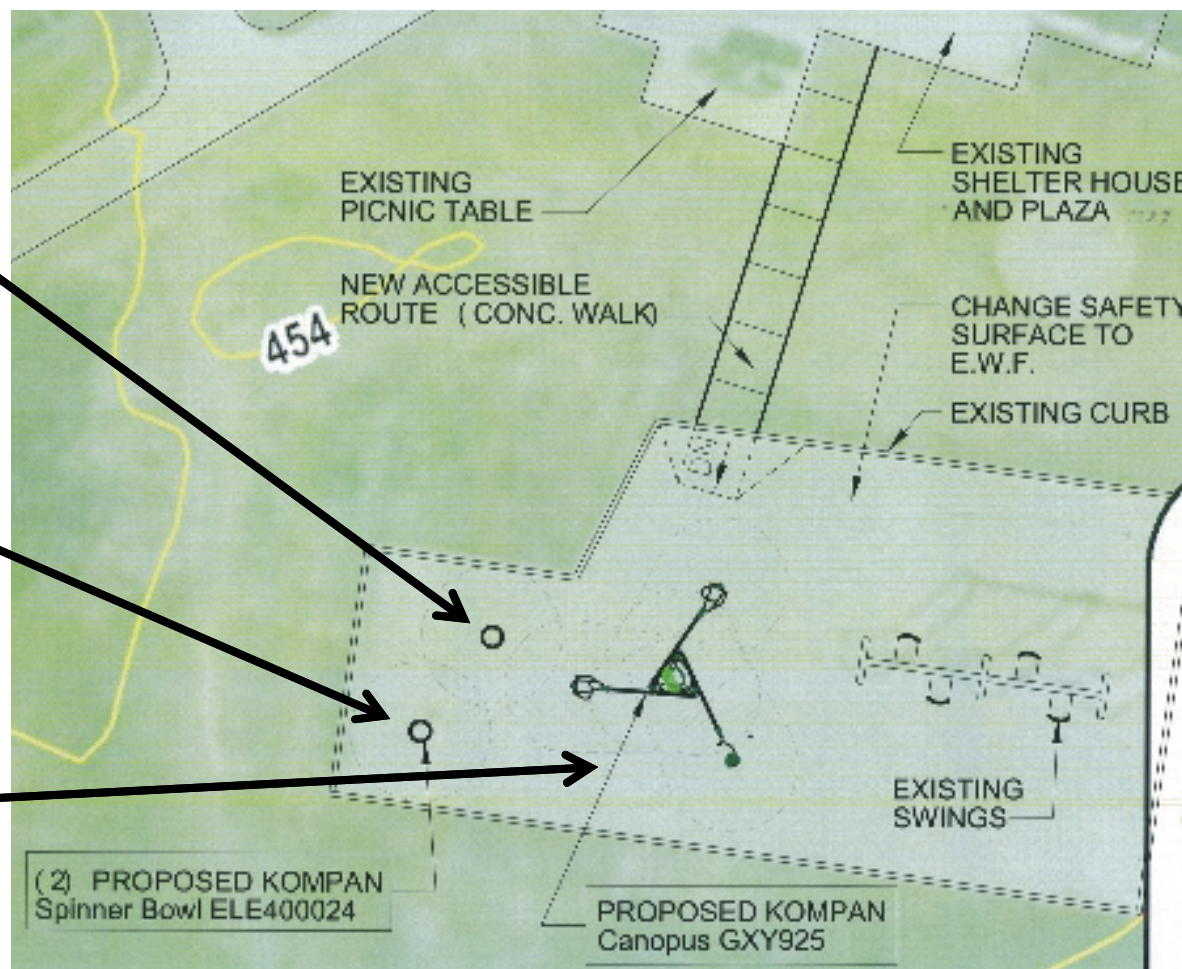 EXISTING
PICNIC TABLE
EXISTING
SHELTER HOUSE
AND PLAZA
NEW ACCESSIBLE
ROUTE ( CONC. WALK)
454
CHANGE SAFETY
SURFACE TO
E.W.F.
EXISTING CURB
EXISTING
SWINGS
(2) PROPOSED KOMPAN
Spinner Bowl ELE400024
PROPOSED KOMPAN
Canopus GXY925